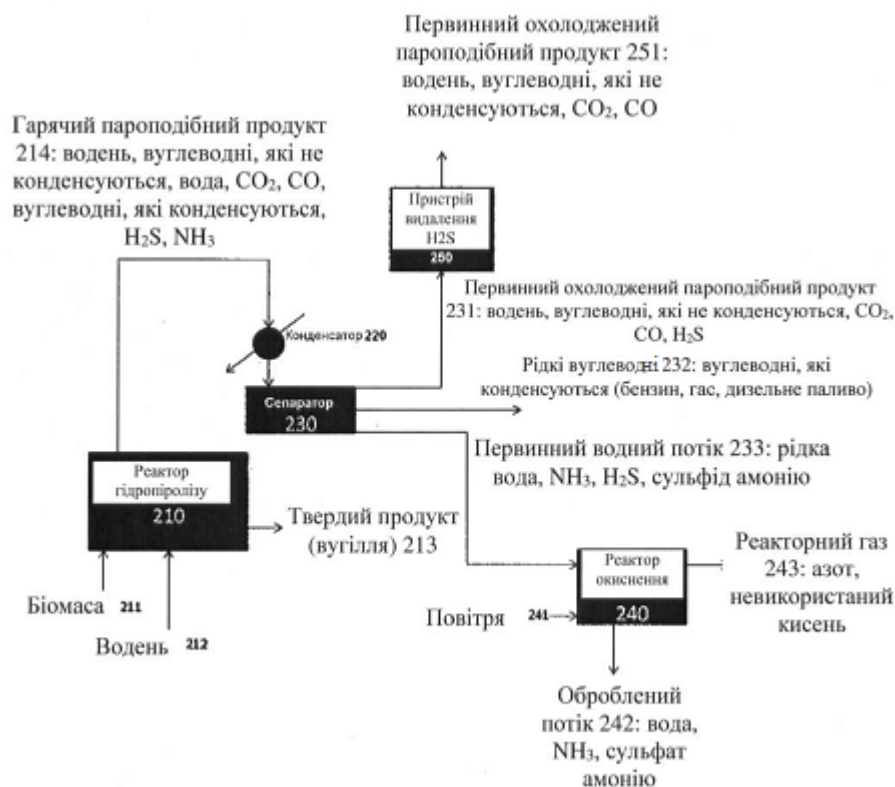 Первинний охолоджений
пароподібний продукт 251:
водень, вуглеводні, які не
конденсуються, CO₂, CO
Гарячий пароподібний продукт
214: водень, вуглеводні, які не
конденсуються, вода, CO₂, CO,
вуглеводні, які конденсуються,
H₂S, NH₃
Пристрій
видалення
H2S
250
Первинний охолоджений пароподібний продукт
231: водень, вуглеводні, які не конденсуються, CO₂,
CO, H₂S
Конденсатор 220
Рідкі вуглеводні 232: вуглеводні, які
конденсуються (бензин, гас, дизельне паливо)
Сепаратор
230
Первинний водний потік 233: рідка
вода, NH₃, H₂S, сульфід амонію
Реактор
гідропіролізу
210
Твердий продукт
(вугілля) 213
Біомаса 211
Водень 212
Реактор
окиснення
240
Повітря 241
Реакторний газ
243: азот,
невикористаний
кисень
Оброблений
потік 242: вода,
NH₃, сульфат
амонію